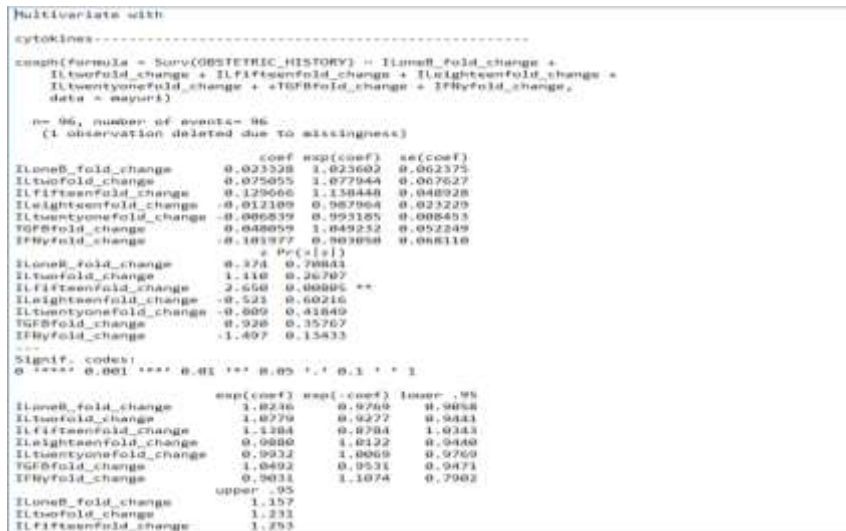 Multivariate with
cytokines-----------------------------------------------------------
coxph(formula = Surv(OBSTETRIC_HISTORY) ~ ILoneB_fold_change +
ILtwofold_change + ILfifteenfold_change + ILeighteenfold_change +
ILtwentyonefold_change + +TGFBfold_change + IFNyfold_change,
data = mayuri)
n= 96, number of events= 96
(1 observation deleted due to missingness)
coef exp(coef) se(coef)
ILoneB_fold_change 0.023328 1.023602 0.062375
ILtwofold_change 0.075055 1.077944 0.067627
ILfifteenfold_change 0.129666 1.138448 0.048928
ILeighteenfold_change -0.012109 0.987964 0.023229
ILtwentyonefold_change -0.006839 0.993185 0.008453
TGFBfold_change 0.048059 1.049232 0.052249
IFNyfold_change -0.101977 0.903050 0.068110
z Pr(>|z|)
ILoneB_fold_change 0.374 0.70841
ILtwofold_change 1.110 0.26707
ILfifteenfold_change 2.650 0.00805 **
ILeighteenfold_change -0.521 0.60216
ILtwentyonefold_change -0.809 0.41849
TGFBfold_change 0.920 0.35767
IFNyfold_change -1.497 0.13433
---
Signif. codes:
0 '***' 0.001 '**' 0.01 '*' 0.05 '.' 0.1 ' ' 1
exp(coef) exp(-coef) lower .95
ILoneB_fold_change 1.0236 0.9769 0.9058
ILtwofold_change 1.0779 0.9277 0.9441
ILfifteenfold_change 1.1384 0.8784 1.0343
ILeighteenfold_change 0.9880 1.0122 0.9440
ILtwentyonefold_change 0.9932 1.0069 0.9769
TGFBfold_change 1.0492 0.9531 0.9471
IFNyfold_change 0.9031 1.1074 0.7902
upper .95
ILoneB_fold_change 1.157
ILtwofold_change 1.231
ILfifteenfold_change 1.253